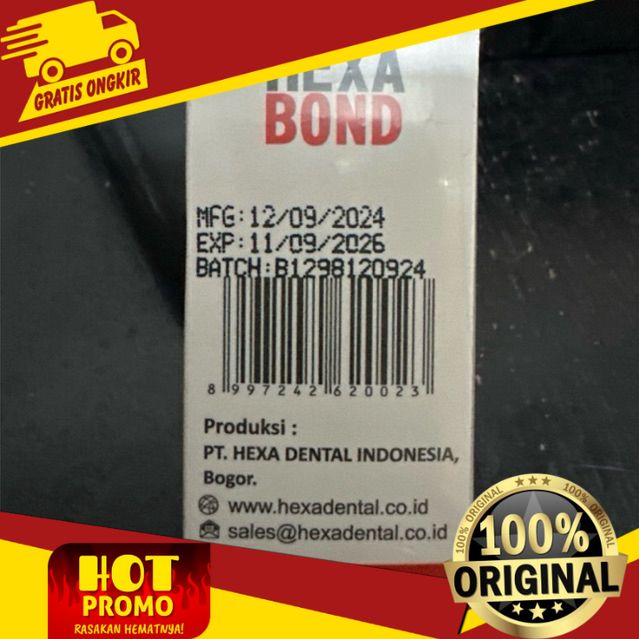 GRATIS ONGKIR
HEXA
BOND
MFG:12/09/2024
EXP:11/09/2026
BATCH:B1298120924
8 997242 620023
Produksi :
PT. HEXA DENTAL INDONESIA,
Bogor.
www.hexadental.co.id
sales@hexadental.co.id
HOT
PROMO
RASAKAN HEMATNYA!
100% ORIGINAL
100% ORIGINAL
100%
ORIGINAL